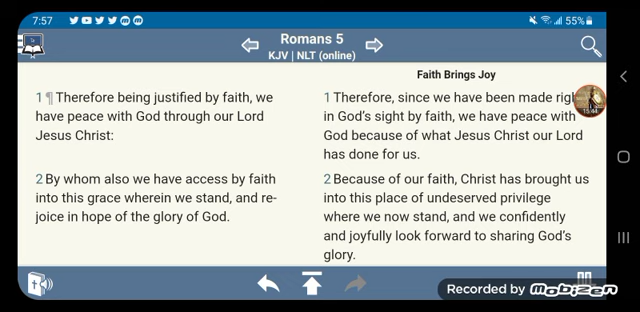 7:57
55%
Romans 5
KJV | NLT (online)
Faith Brings Joy
1 ¶ Therefore being justified by faith, we
have peace with God through our Lord
Jesus Christ:
2 By whom also we have access by faith
into this grace wherein we stand, and re-
joice in hope of the glory of God.
1 Therefore, since we have been made righ
in God's sight by faith, we have peace with
God because of what Jesus Christ our Lord
has done for us.
2 Because of our faith, Christ has brought us
into this place of undeserved privilege
where we now stand, and we confidently
and joyfully look forward to sharing God's
glory.
15:44
Recorded by Mobizen